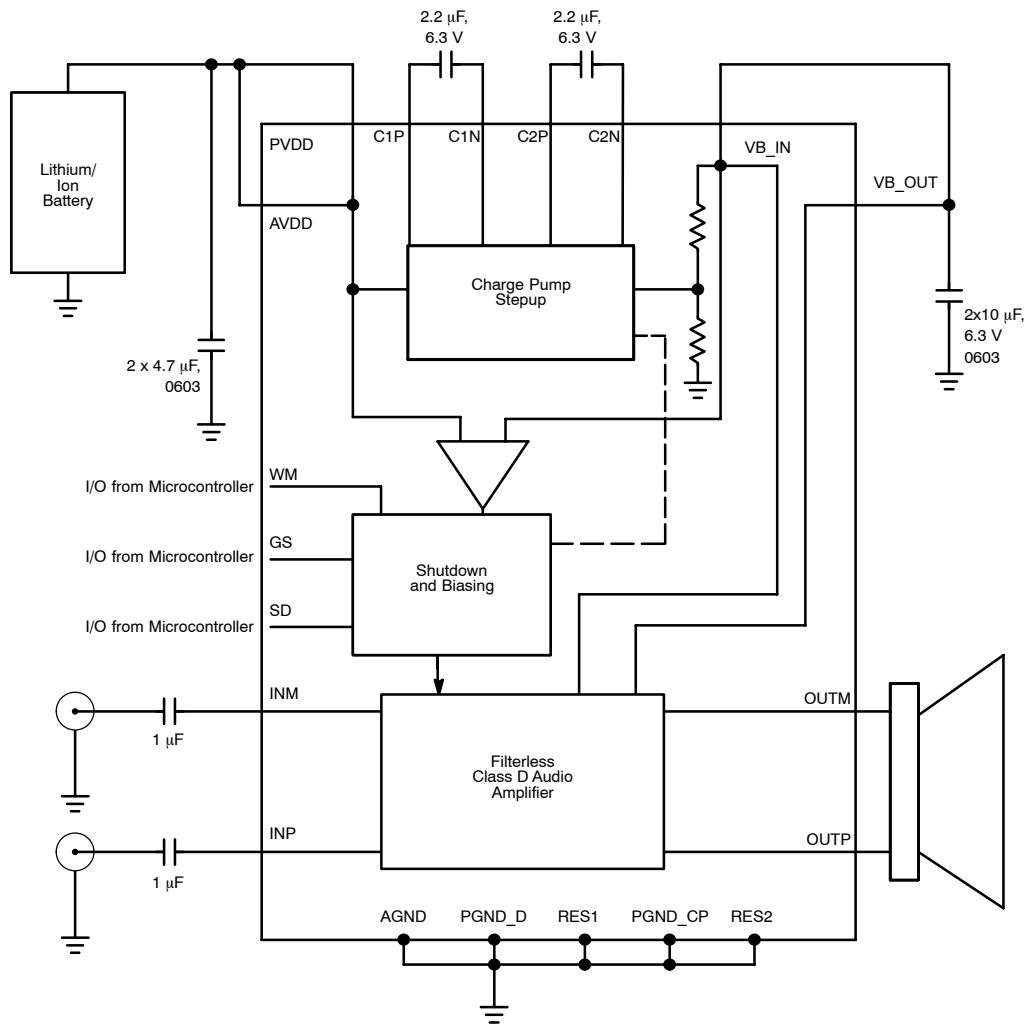 2.2 μF,
6.3 V
2.2 μF,
6.3 V
PVDD
C1P
C1N
C2P
C2N
VB_IN
VB_OUT
Lithium/
Ion
Battery
AVDD
Charge Pump
Stepup
2x10 μF,
6.3 V
0603
2 x 4.7 μF,
0603
I/O from Microcontroller
WM
I/O from Microcontroller
GS
Shutdown
and Biasing
I/O from Microcontroller
SD
INM
OUTM
1 μF
Filterless
Class D Audio
Amplifier
INP
OUTP
1 μF
AGND
PGND_D
RES1
PGND_CP
RES2